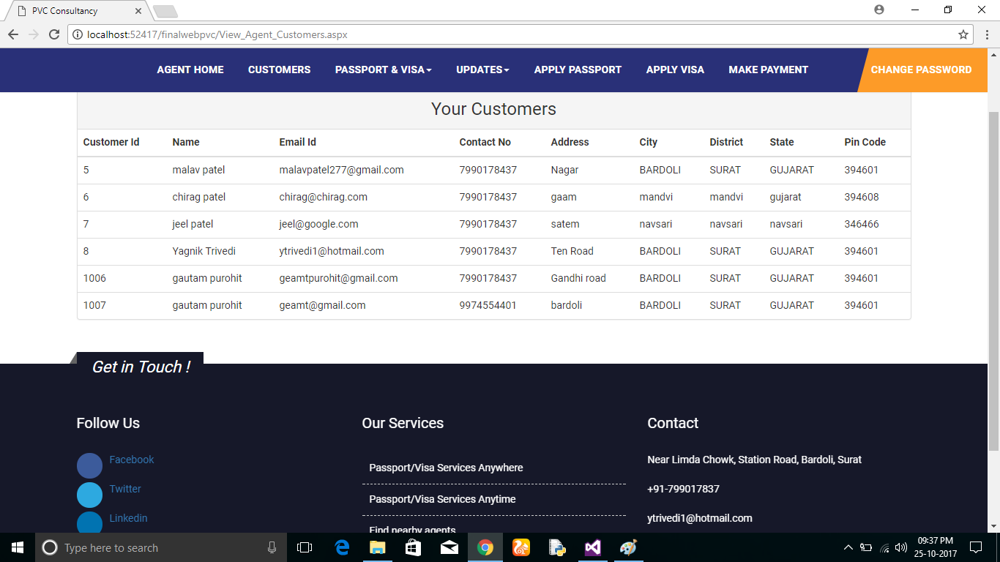 PVC Consultancy
localhost:52417/finalwebpvc/View_Agent_Customers.aspx
AGENT HOME CUSTOMERS PASSPORT & VISA UPDATES APPLY PASSPORT APPLY VISA MAKE PAYMENT CHANGE PASSWORD
Your Customers
Customer Id Name Email Id Contact No Address City District State Pin Code
5 malav patel malavpatel277@gmail.com 7990178437 Nagar BARDOLI SURAT GUJARAT 394601
6 chirag patel chirag@chirag.com 7990178437 gaam mandvi mandvi gujarat 394608
7 jeel patel jeel@google.com 7990178437 satem navsari navsari navsari 346466
8 Yagnik Trivedi ytrivedi1@hotmail.com 7990178437 Ten Road BARDOLI SURAT GUJARAT 394601
1006 gautam purohit geamtpurohit@gmail.com 7990178437 Gandhi road BARDOLI SURAT GUJARAT 394601
1007 gautam purohit geamt@gmail.com 9974554401 bardoli BARDOLI SURAT GUJARAT 394601
Get in Touch !
Follow Us
Facebook
Twitter
Linkedin
Our Services
Passport/Visa Services Anywhere
Passport/Visa Services Anytime
Find nearby agents
Contact
Near Limda Chowk, Station Road, Bardoli, Surat
+91-799017837
ytrivedi1@hotmail.com
Type here to search
09:37 PM
25-10-2017